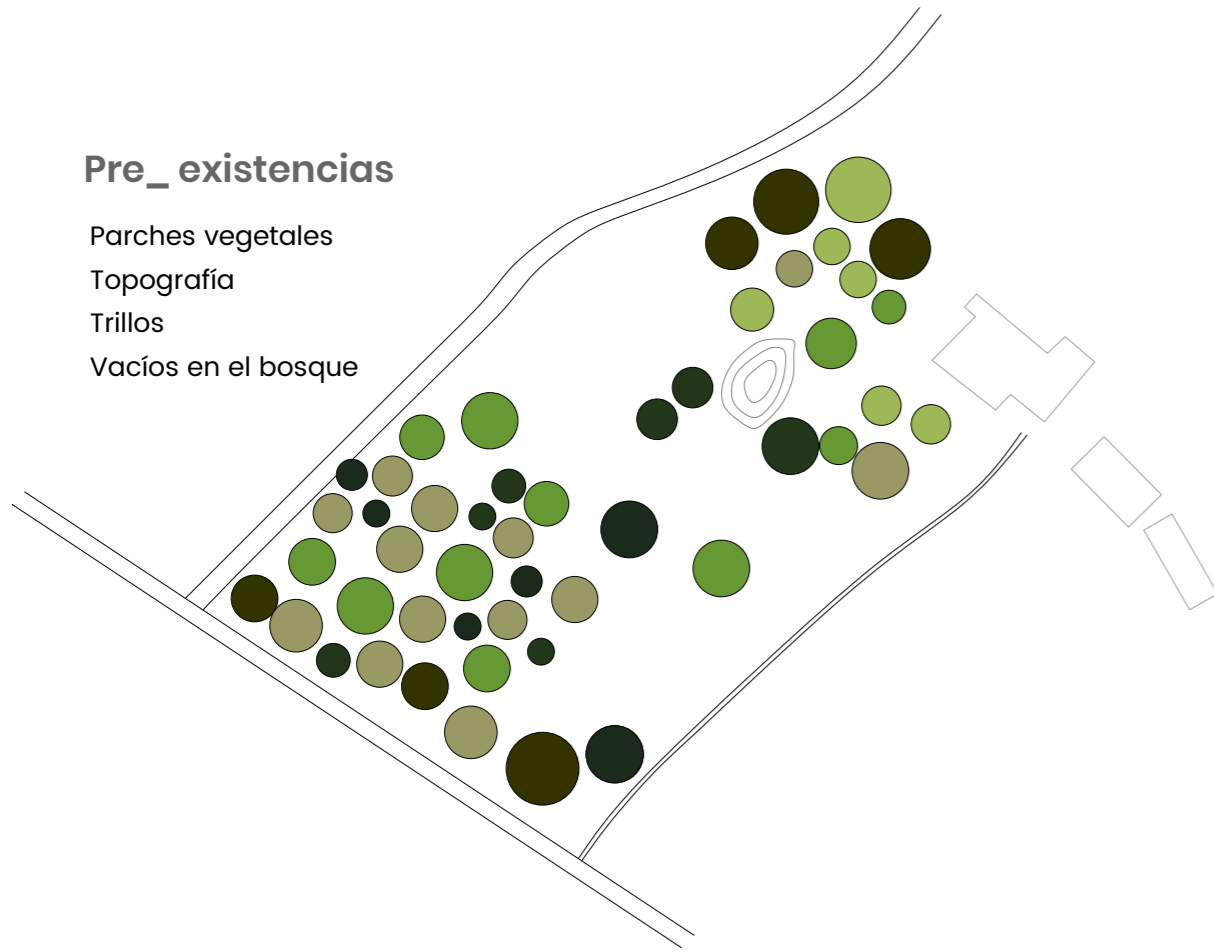 Pre_ existencias
Parches vegetales
Topografía
Trillos
Vacíos en el bosque